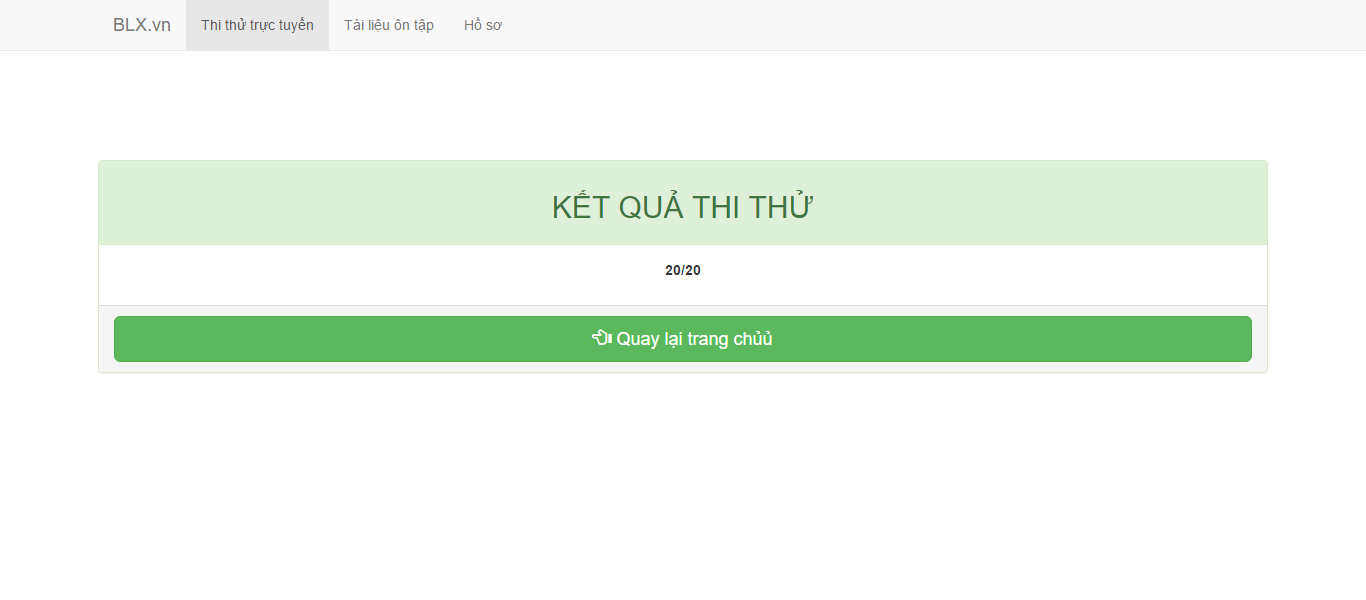 BLX.vn Thi thử trực tuyến Tài liệu ôn tập Hồ sơ
KẾT QUẢ THI THỬ
20/20
Quay lại trang chủủ